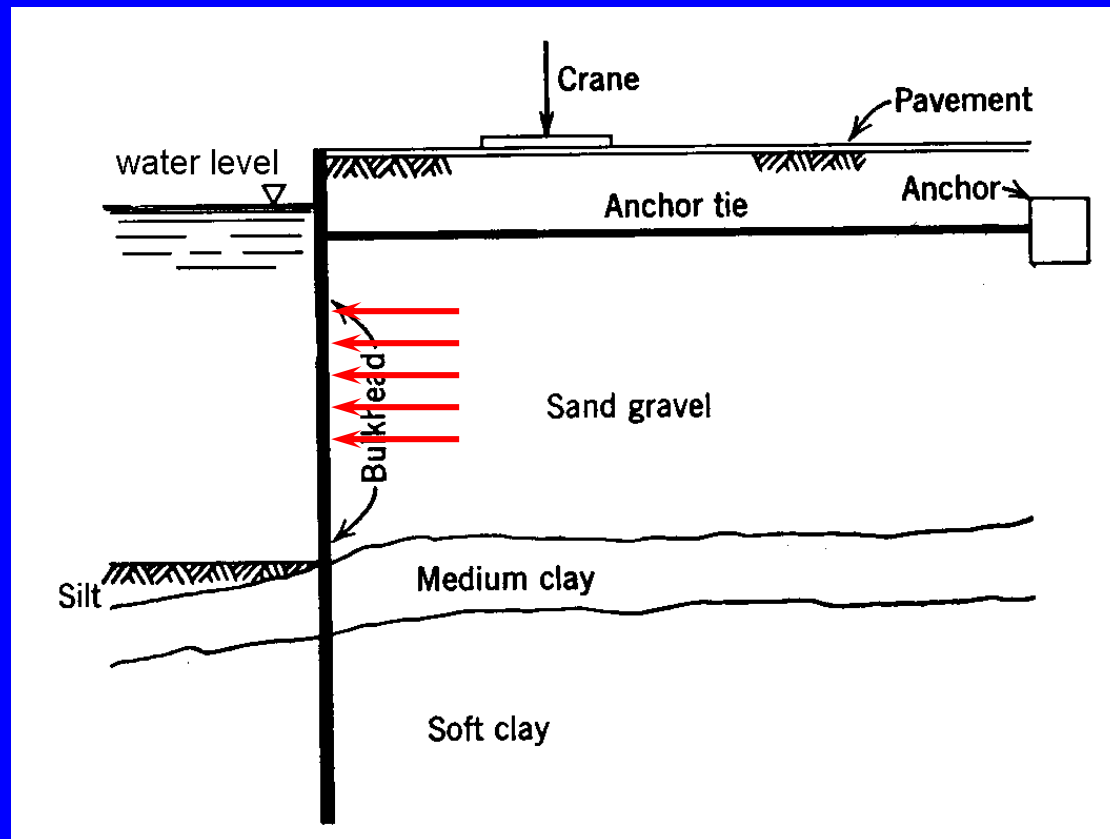 Crane
Pavement
water level
Anchor
Anchor tie
Bulkhead
Sand gravel
Medium clay
Silt
Soft clay